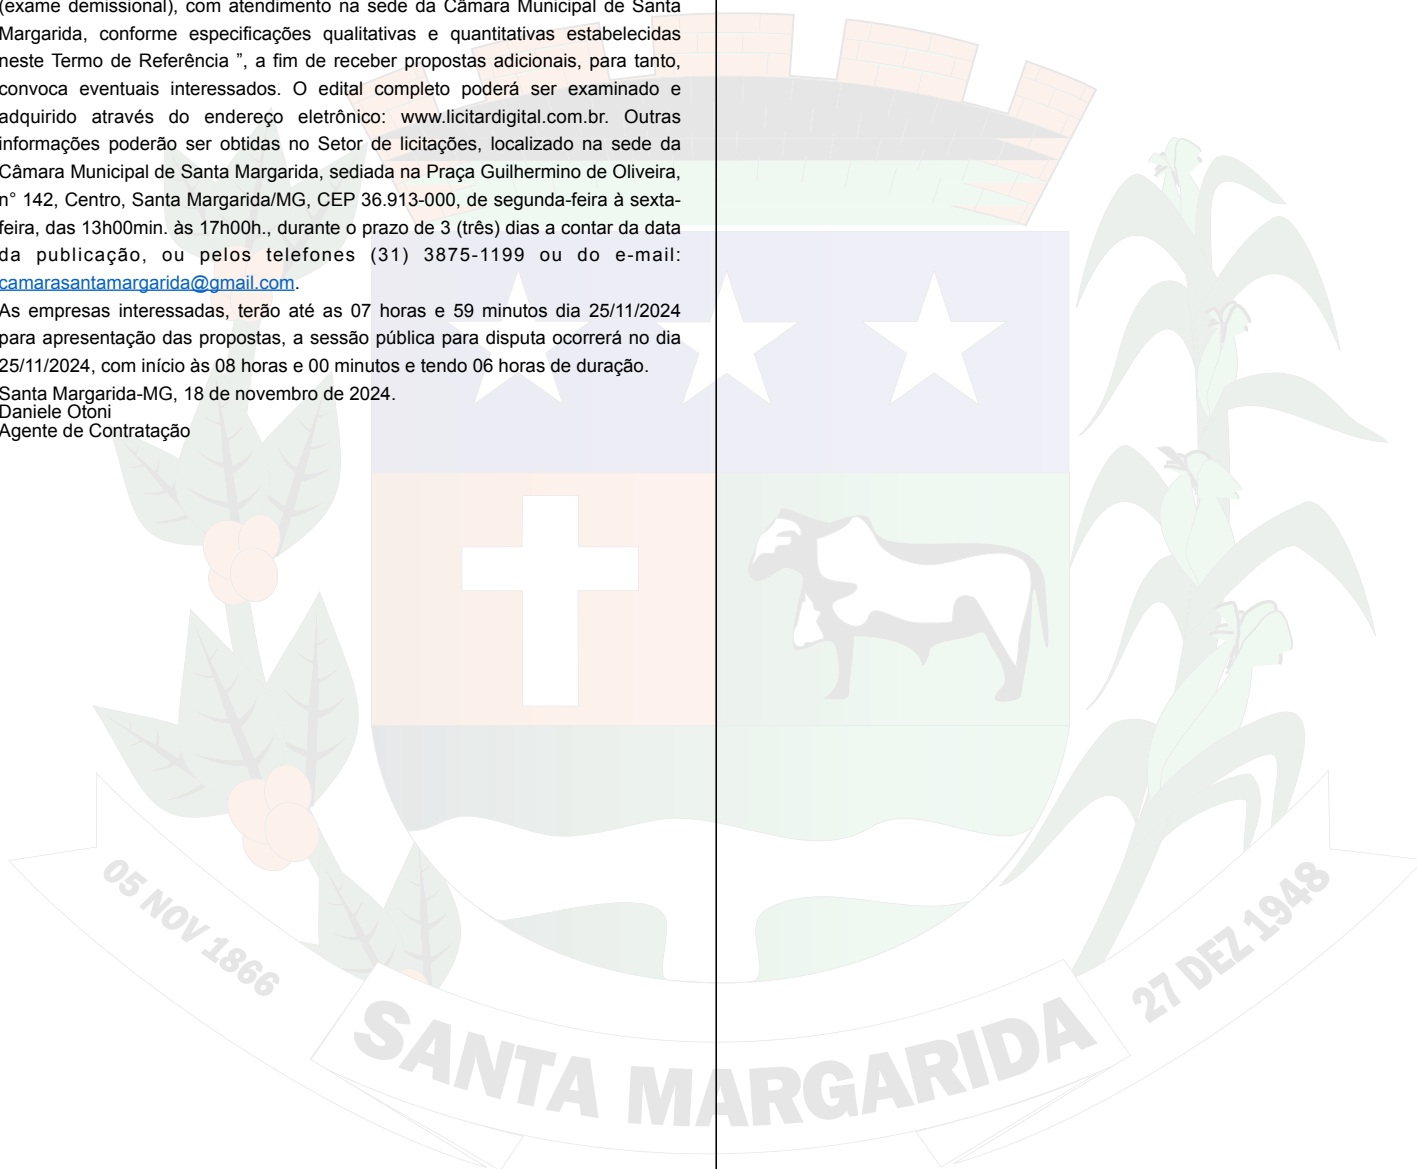 (exame demissional), com atendimento na sede da Câmara Municipal de Santa
Margarida, conforme especificações qualitativas e quantitativas estabelecidas
neste Termo de Referência ”, a fim de receber propostas adicionais, para tanto,
convoca eventuais interessados. O edital completo poderá ser examinado e
adquirido através do endereço eletrônico: www.licitardigital.com.br. Outras
informações poderão ser obtidas no Setor de licitações, localizado na sede da
Câmara Municipal de Santa Margarida, sediada na Praça Guilhermino de Oliveira,
n° 142, Centro, Santa Margarida/MG, CEP 36.913-000, de segunda-feira à sexta-
feira, das 13h00min. às 17h00h., durante o prazo de 3 (três) dias a contar da data
da publicação, ou pelos telefones (31) 3875-1199 ou do e-mail:
camarasantamargarida@gmail.com.
As empresas interessadas, terão até as 07 horas e 59 minutos dia 25/11/2024
para apresentação das propostas, a sessão pública para disputa ocorrerá no dia
25/11/2024, com início às 08 horas e 00 minutos e tendo 06 horas de duração.
Santa Margarida-MG, 18 de novembro de 2024.
Daniele Otoni
Agente de Contratação
05 NOV 1866
SANTA MARGARIDA
27 DEZ 1948